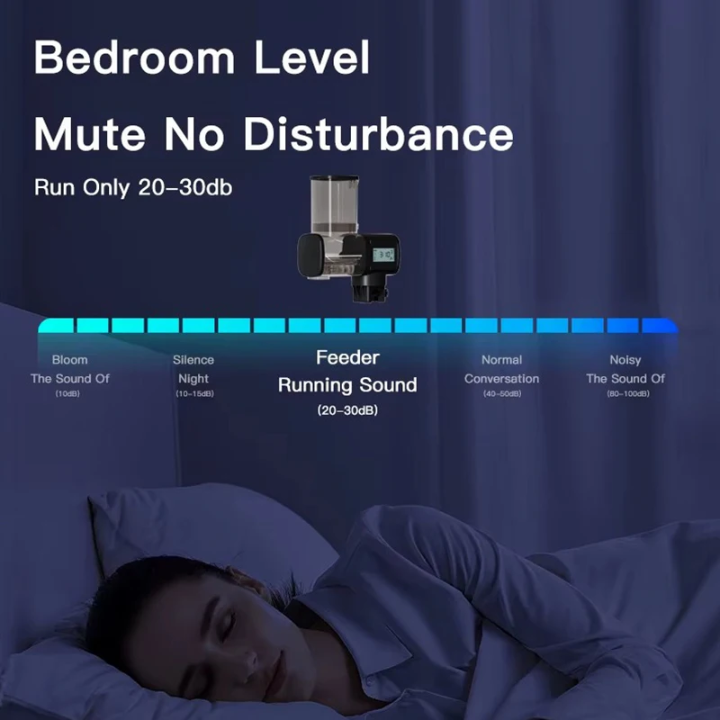 Bedroom Level
Mute No Disturbance
Run Only 20-30db
Bloom
The Sound Of
(10dB)
Silence
Night
(10-15dB)
Feeder
Running Sound
(20-30dB)
Normal
Conversation
(40-50dB)
Noisy
The Sound Of
(80-100dB)